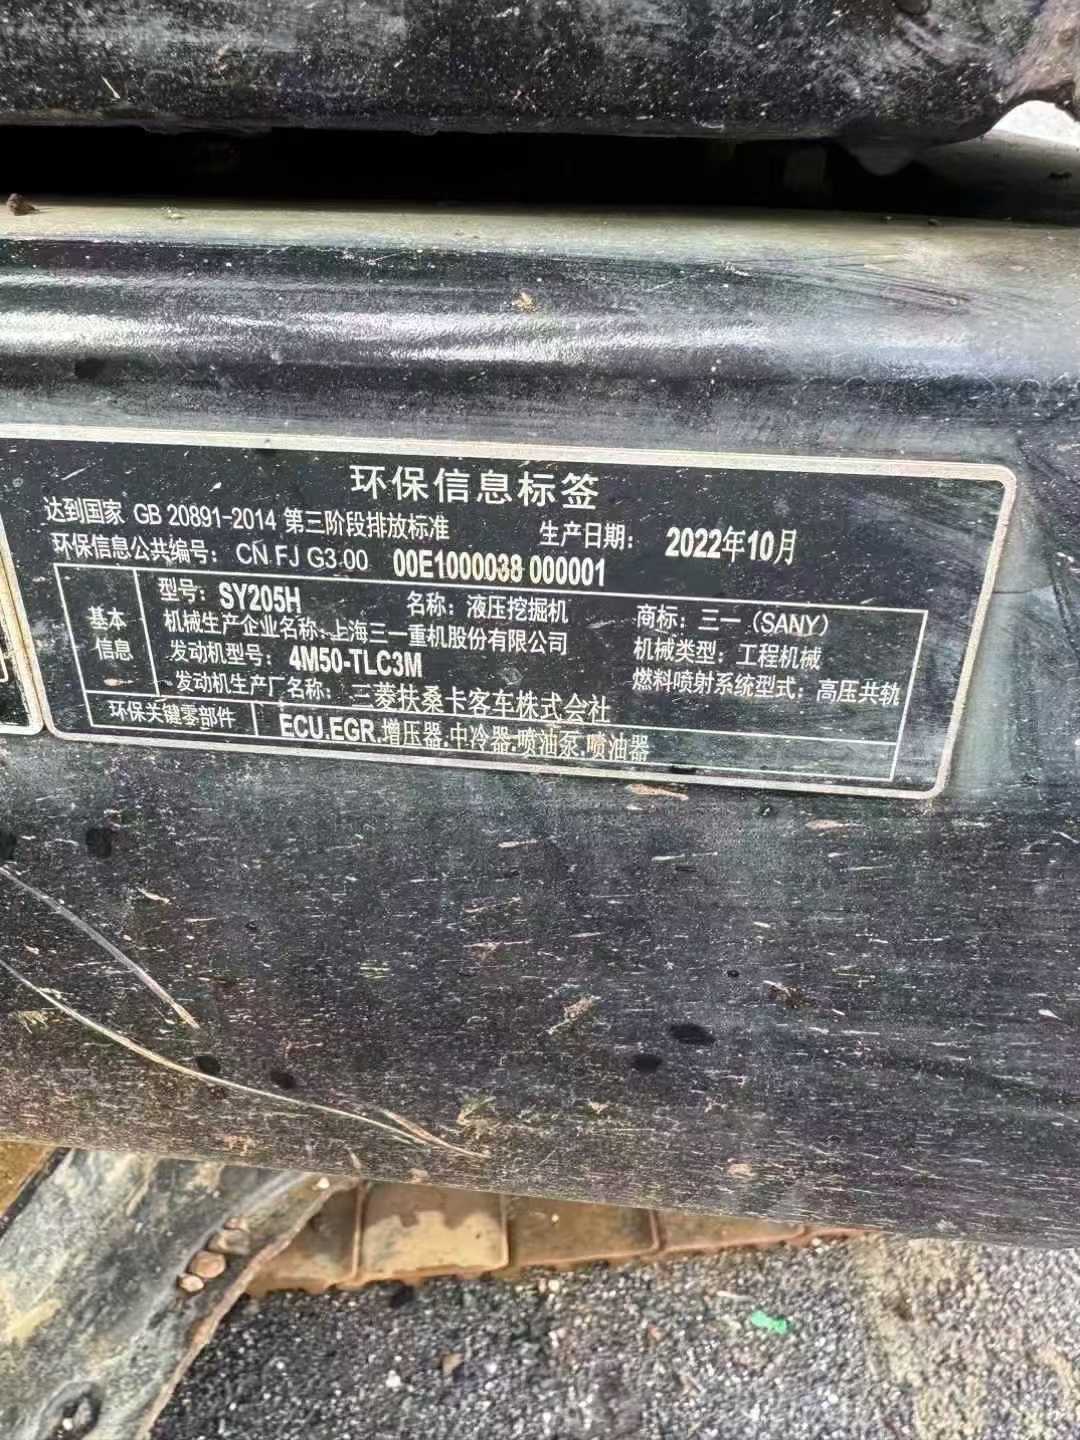 环保信息标签
达到国家 GB 20891-2014 第三阶段排放标准 生产日期： 2022年10月
环保信息公共编号： CN FJ G3 00 00E1000038 000001
基本信息
型号： SY205H 名称： 液压挖掘机 商标： 三一（SANY）
机械生产企业名称： 上海三一重机股份有限公司 机械类型： 工程机械
发动机型号： 4M50-TLC3M 燃料喷射系统型式： 高压共轨
发动机生产厂名称： 三菱扶桑卡客车株式会社
环保关键零部件 ECU.EGR.增压器.中冷器.喷油泵.喷油器